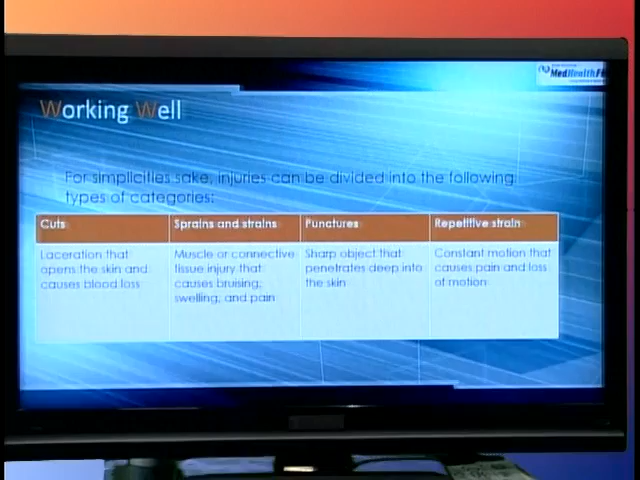 MedHealthFi
Working Well
For simplicities sake, injuries can be divided into the following
types of categories:
Cuts
Sprains and strains
Punctures
Repetitive strain
Laceration that
opens the skin and
causes blood loss
Muscle or connective
tissue injury that
causes bruising,
swelling, and pain
Sharp object that
penetrates deep into
the skin
Constant motion that
causes pain and loss
of motion